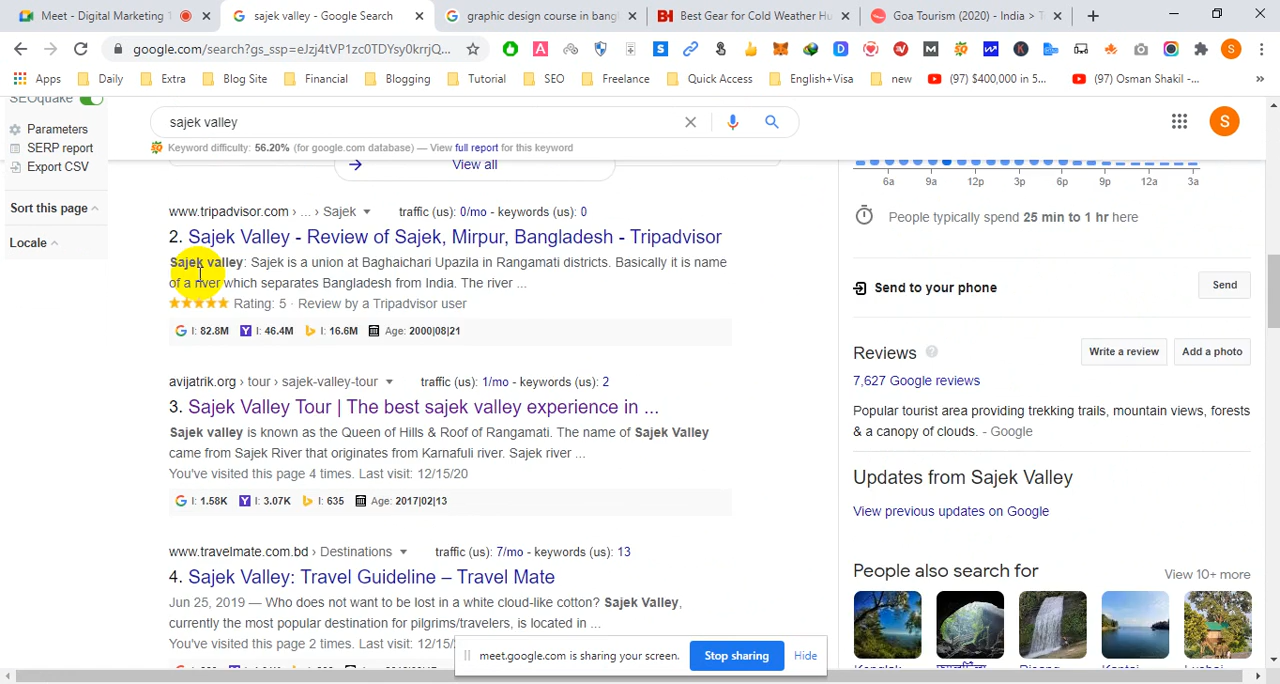 Meet - Digital Marketing T
sajek valley - Google Search
graphic design course in bang
Best Gear for Cold Weather Hu
Goa Tourism (2020) - India > T
google.com/search?gs_ssp=eJzj4tVP1zc0TDYsy0krrjQ...
Apps
Daily
Extra
Blog Site
Financial
Blogging
Tutorial
SEO
Freelance
Quick Access
English+Visa
new
(97) $400,000 in 5...
(97) Osman Shakil -...
SEOquake
Parameters
SERP report
Export CSV
Sort this page
Locale
sajek valley
S
S
Keyword difficulty: 56.20% (for google.com database) — View full report for this keyword
View all
www.tripadvisor.com › ... › Sajek traffic (us): 0/mo - keywords (us): 0
2. Sajek Valley - Review of Sajek, Mirpur, Bangladesh - Tripadvisor
Sajek valley: Sajek is a union at Baghaichari Upazila in Rangamati districts. Basically it is name
of a river which separates Bangladesh from India. The river ...
Rating: 5 · Review by a Tripadvisor user
I: 82.8M I: 46.4M I: 16.6M Age: 2000|08|21
avijatrik.org › tour › sajek-valley-tour traffic (us): 1/mo - keywords (us): 2
3. Sajek Valley Tour | The best sajek valley experience in ...
Sajek valley is known as the Queen of Hills & Roof of Rangamati. The name of Sajek Valley
came from Sajek River that originates from Karnafuli river. Sajek river ...
You've visited this page 4 times. Last visit: 12/15/20
I: 1.58K I: 3.07K I: 635 Age: 2017|02|13
www.travelmate.com.bd › Destinations traffic (us): 7/mo - keywords (us): 13
4. Sajek Valley: Travel Guideline – Travel Mate
Jun 25, 2019 — Who does not want to be lost in a white cloud-like cotton? Sajek Valley,
currently the most popular destination for pilgrims/travelers, is located in ...
You've visited this page 2 times. Last visit: 12/15/
meet.google.com is sharing your screen.
Stop sharing
Hide
6a 9a 12p 3p 6p 9p 12a 3a
People typically spend 25 min to 1 hr here
Send to your phone
Send
Reviews
Write a review
Add a photo
7,627 Google reviews
Popular tourist area providing trekking trails, mountain views, forests
& a canopy of clouds. - Google
Updates from Sajek Valley
View previous updates on Google
People also search for
View 10+ more